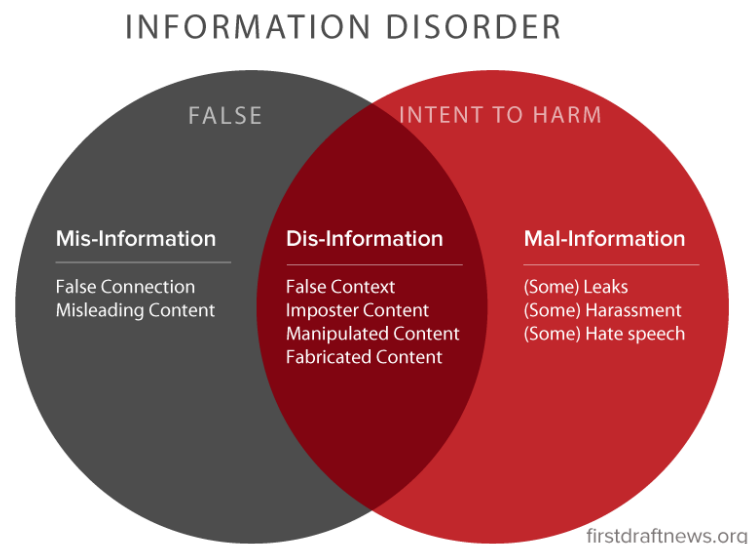 INFORMATION DISORDER
FALSE
INTENT TO HARM
Mis-Information
False Connection
Misleading Content
Dis-Information
False Context
Imposter Content
Manipulated Content
Fabricated Content
Mal-Information
(Some) Leaks
(Some) Harassment
(Some) Hate speech
firstdraftnews.org